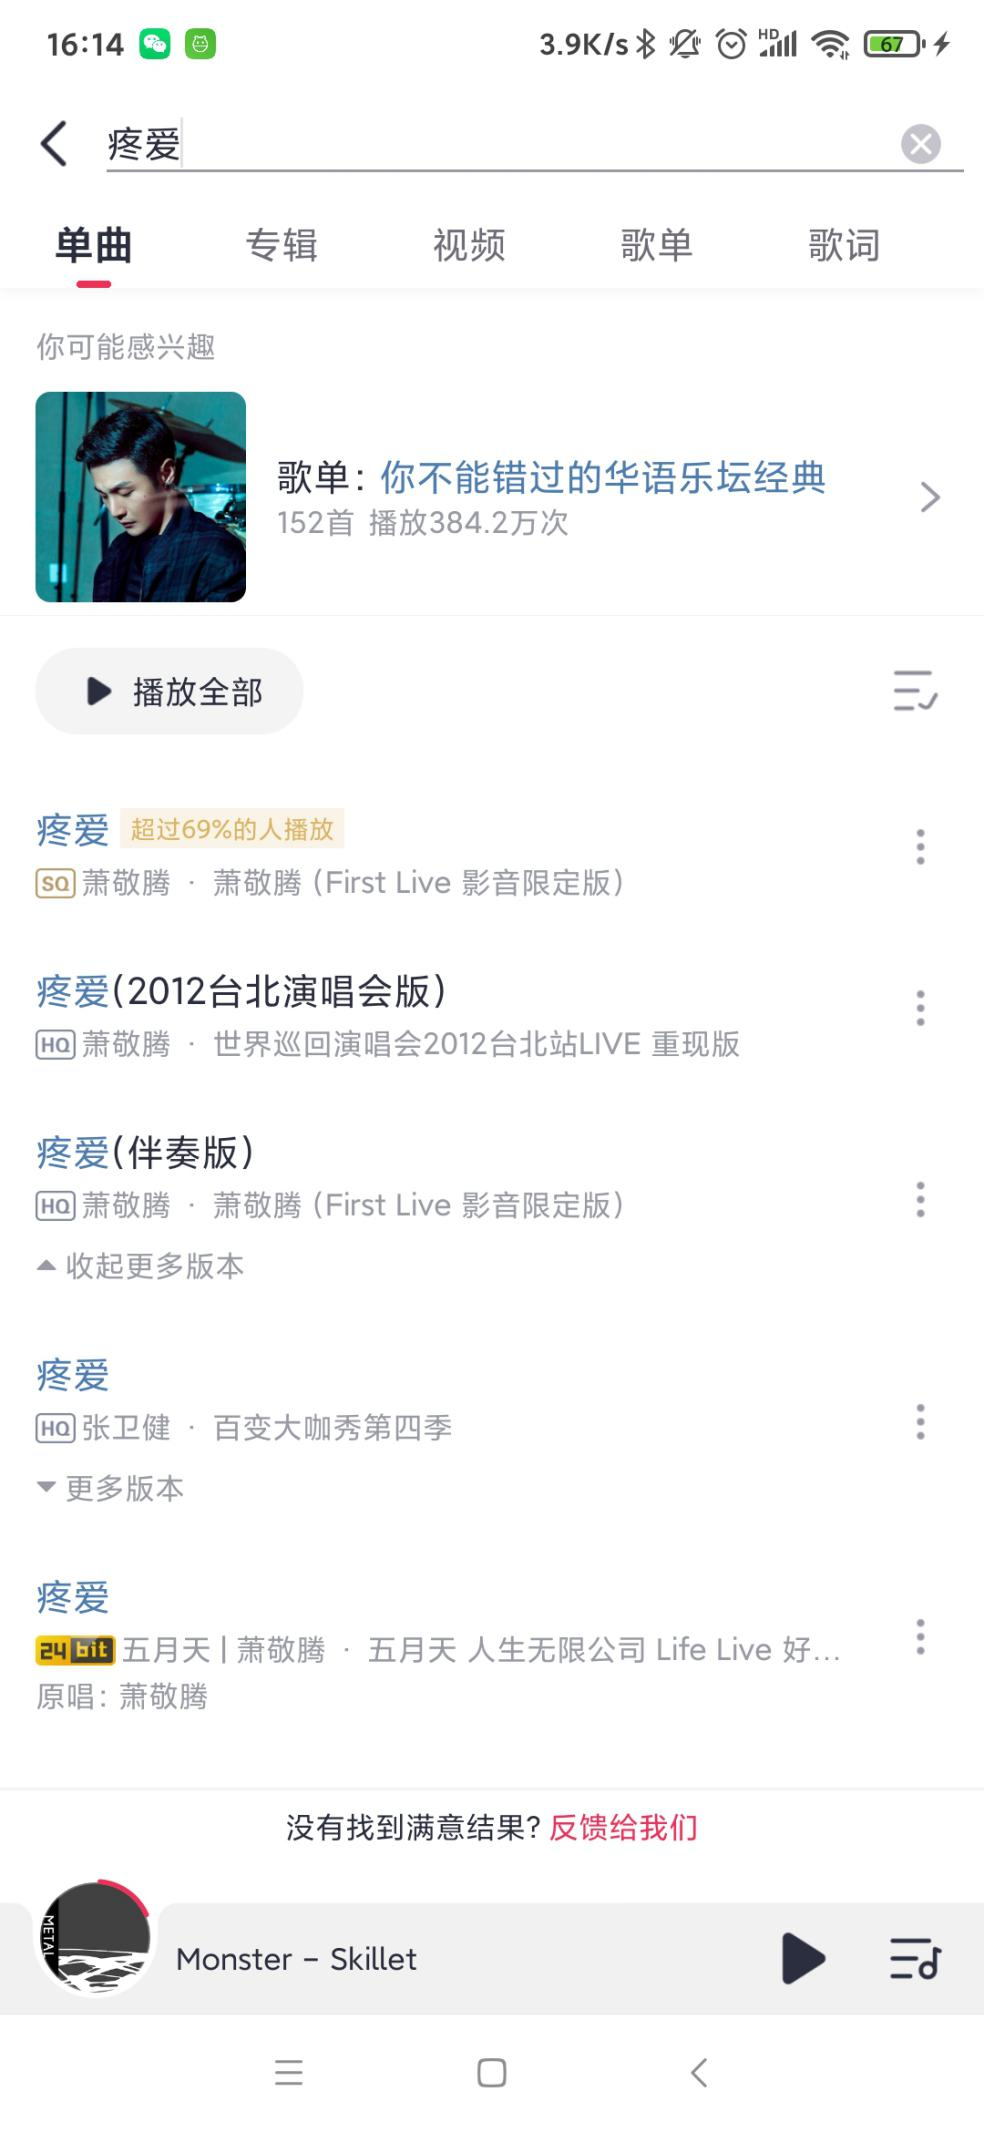 16:14 3.9K/s HD 67
疼爱
单曲 专辑 视频 歌单 歌词
你可能感兴趣
歌单：你不能错过的华语乐坛经典
152首 播放384.2万次
播放全部
疼爱 超过69%的人播放
SQ 萧敬腾 · 萧敬腾 (First Live 影音限定版)
疼爱(2012台北演唱会版)
HQ 萧敬腾 · 世界巡回演唱会2012台北站LIVE 重现版
疼爱(伴奏版)
HQ 萧敬腾 · 萧敬腾 (First Live 影音限定版)
收起更多版本
疼爱
HQ 张卫健 · 百变大咖秀第四季
更多版本
疼爱
24 bit 五月天 | 萧敬腾 · 五月天 人生无限公司 Life Live 好...
原唱：萧敬腾
没有找到满意结果？反馈给我们
METAL
Monster – Skillet